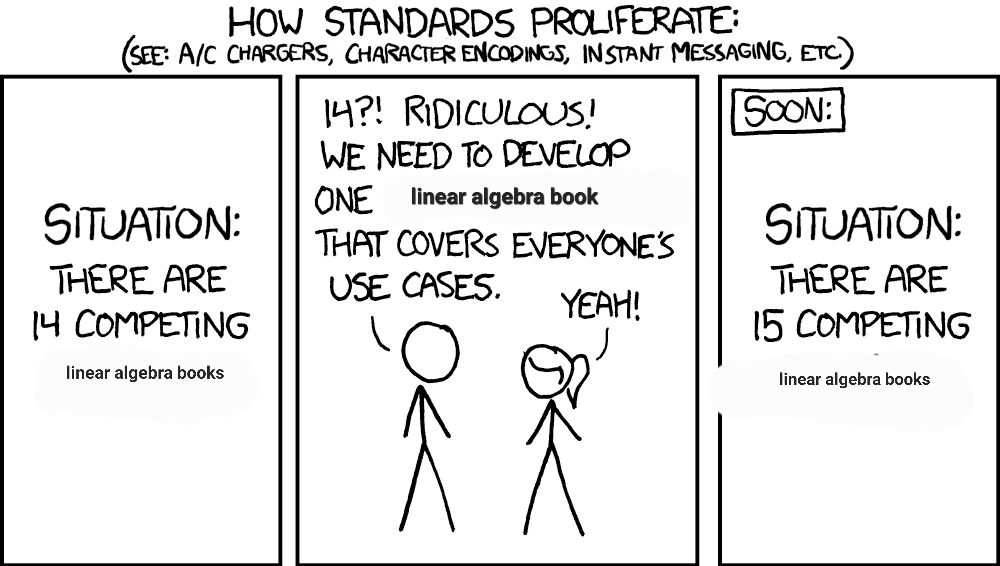 HOW STANDARDS PROLIFERATE:
(SEE: A/C CHARGERS, CHARACTER ENCODINGS, INSTANT MESSAGING, ETC.)
SITUATION:
THERE ARE
14 COMPETING
linear algebra books
14?! RIDICULOUS!
WE NEED TO DEVELOP
ONE linear algebra book
THAT COVERS EVERYONE'S
USE CASES.
YEAH!
SOON:
SITUATION:
THERE ARE
15 COMPETING
linear algebra books